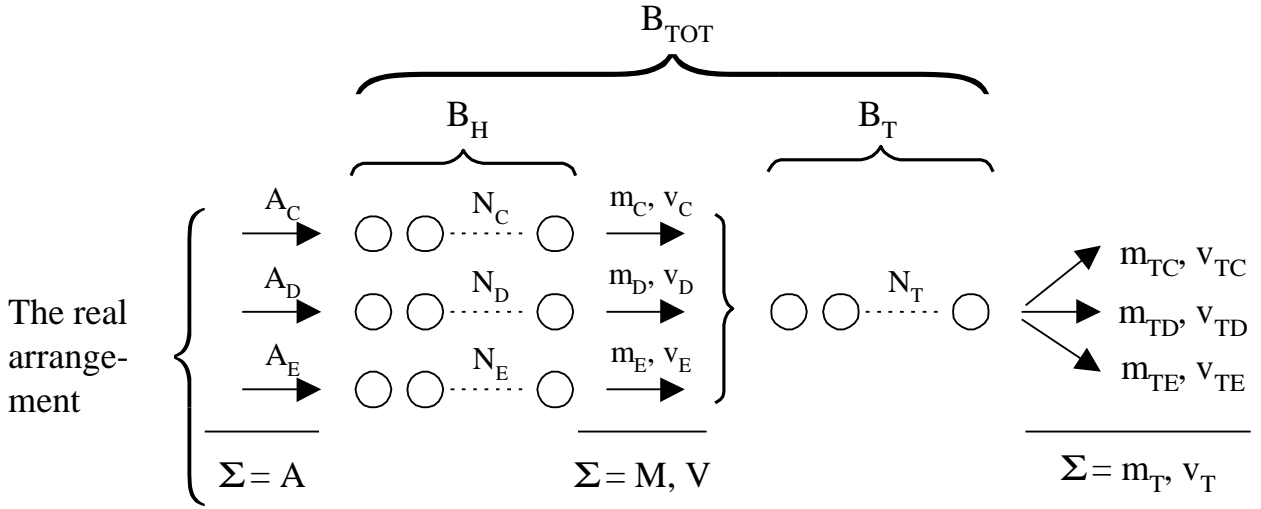 B_TOT
B_H B_T
A_C N_C m_C, v_C
m_TC, v_TC
A_D N_D m_D, v_D N_T
The real m_TD, v_TD
arrange-
A_E N_E m_E, v_E
m_TE, v_TE
ment
Σ = A Σ = M, V Σ = m_T, v_T